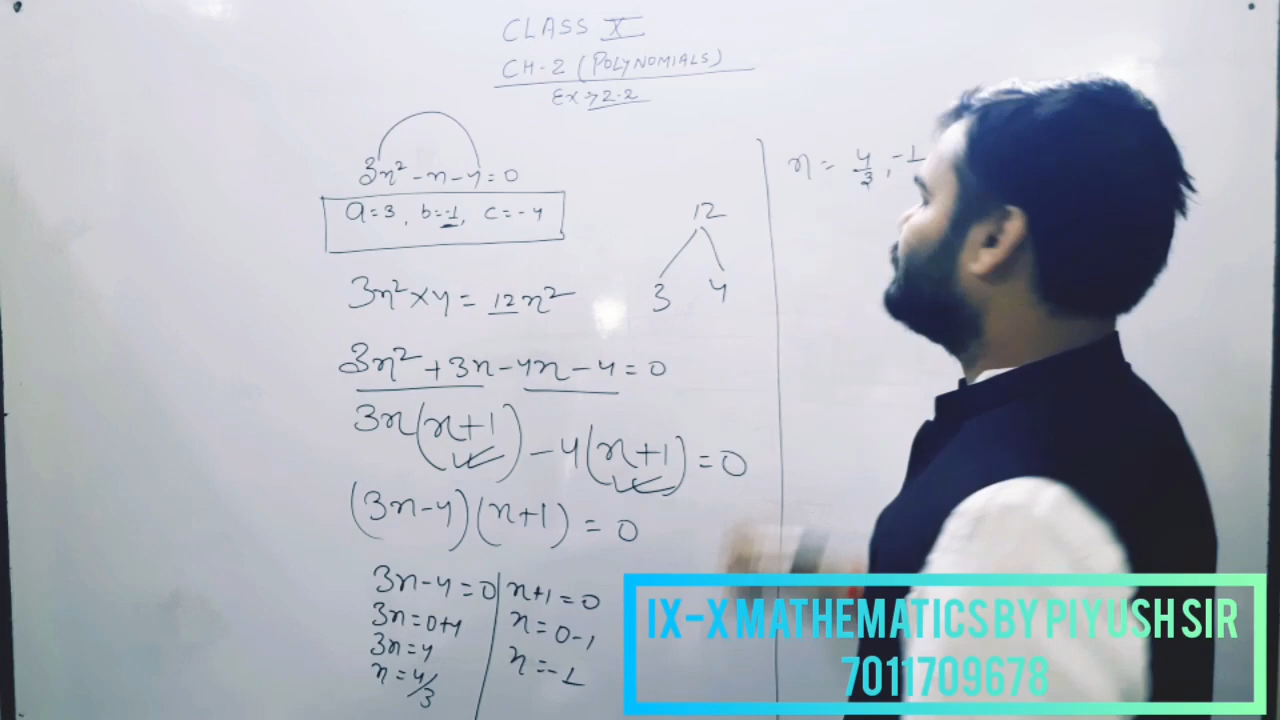 CLASS X
CH-2 (POLYNOMIALS)
Ex → 2.2
3x² - x - 4 = 0
a = 3, b = -1, c = -4
3x² × 4 = 12x²
12
3 4
3x² + 3x - 4x - 4 = 0
3x(x+1) - 4(x+1) = 0
(3x-4)(x+1) = 0
3x - 4 = 0
3x = 0+4
3x = 4
x = 4/3
x+1 = 0
x = 0-1
x = -1
x = 4/3, -1
IX-X MATHEMATICS BY PIYUSH SIR
7011709678